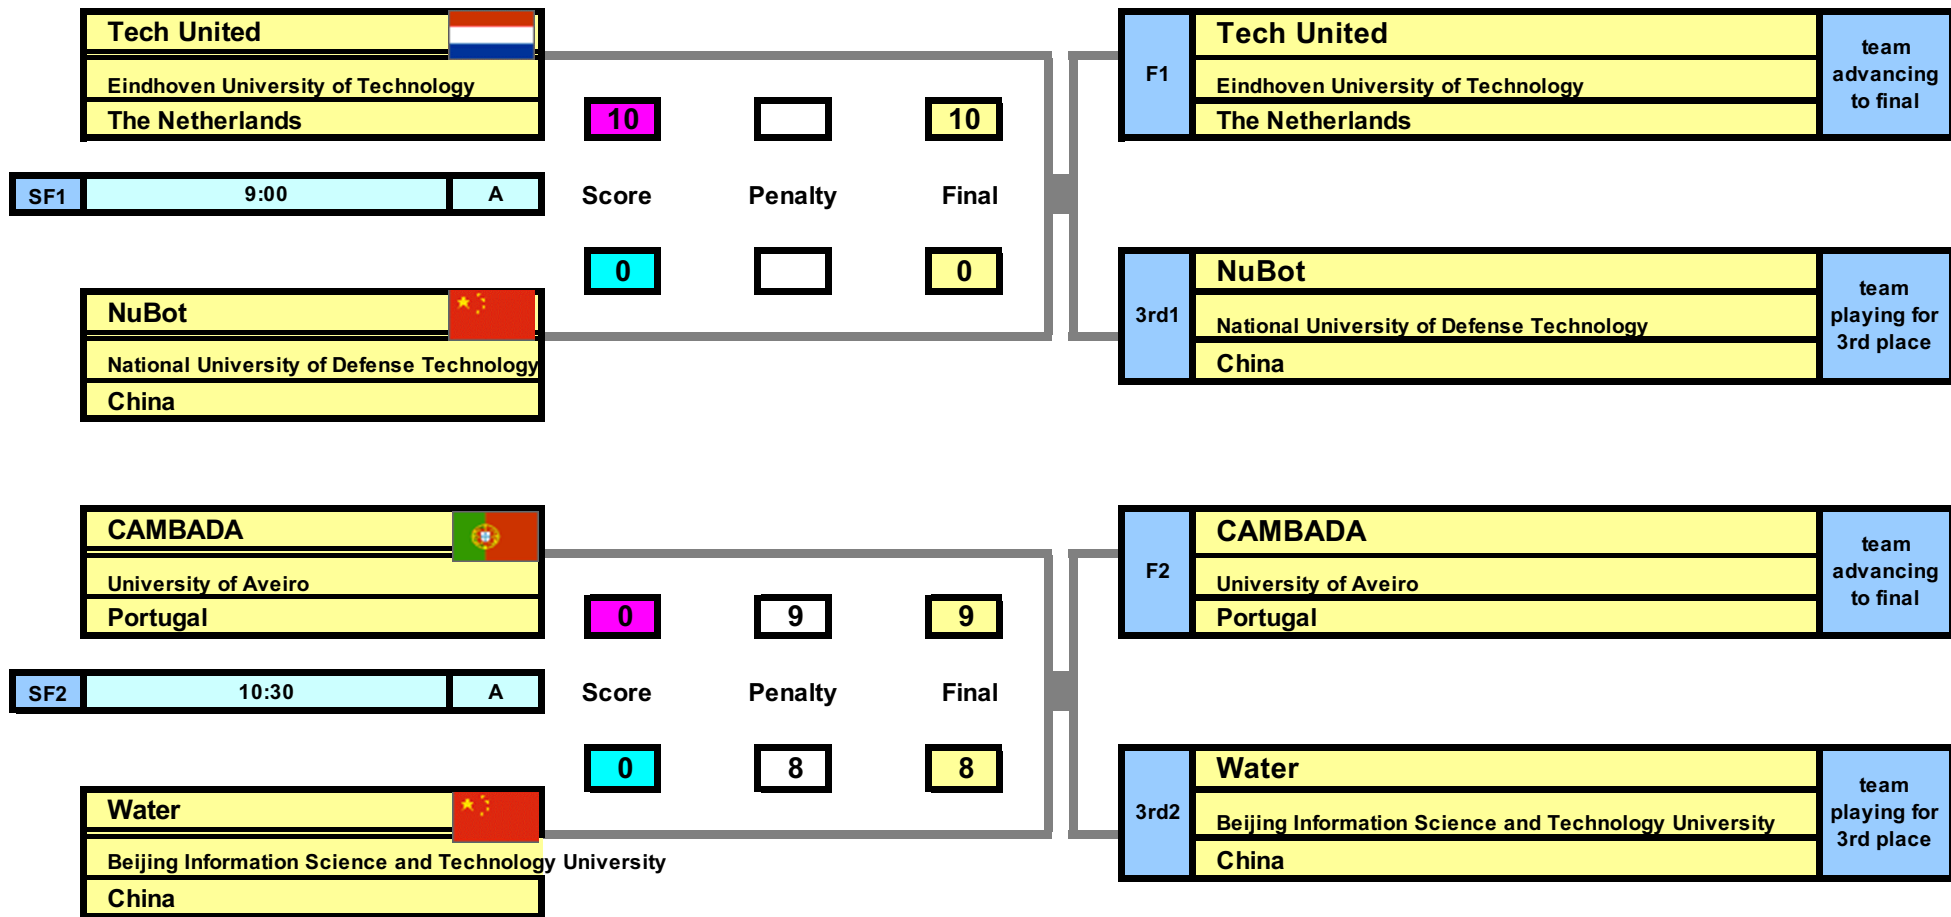 Tech United
Eindhoven University of Technology
The Netherlands
10
10
SF1 9:00 A
Score Penalty Final
0
0
NuBot
National University of Defense Technology
China
F1
Tech United
Eindhoven University of Technology
The Netherlands
team
advancing
to final
3rd1
NuBot
National University of Defense Technology
China
team
playing for
3rd place
CAMBADA
University of Aveiro
Portugal
0 9 9
SF2 10:30 A
Score Penalty Final
0 8 8
Water
Beijing Information Science and Technology University
China
F2
CAMBADA
University of Aveiro
Portugal
team
advancing
to final
3rd2
Water
Beijing Information Science and Technology University
China
team
playing for
3rd place